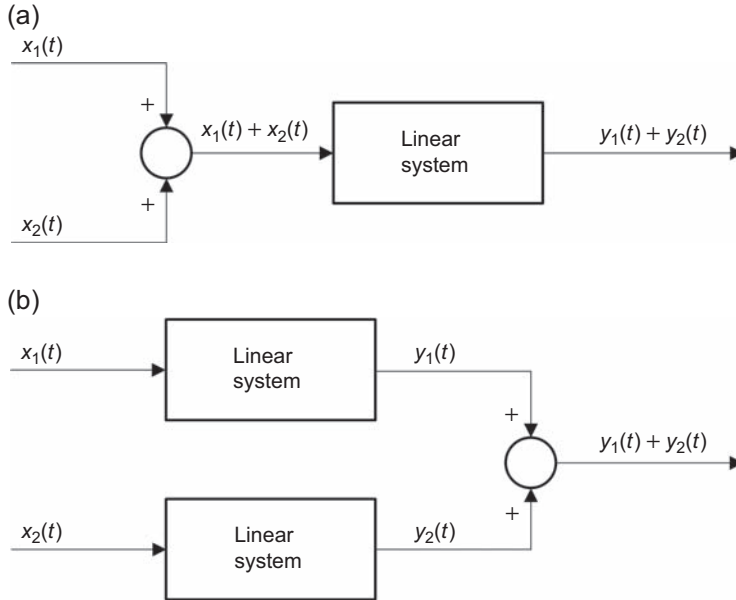 (a)
x₁(t)
+
x₁(t) + x₂(t)
Linear
system
y₁(t) + y₂(t)
+
x₂(t)
(b)
x₁(t)
Linear
system
y₁(t)
+
y₁(t) + y₂(t)
+
x₂(t)
Linear
system
y₂(t)